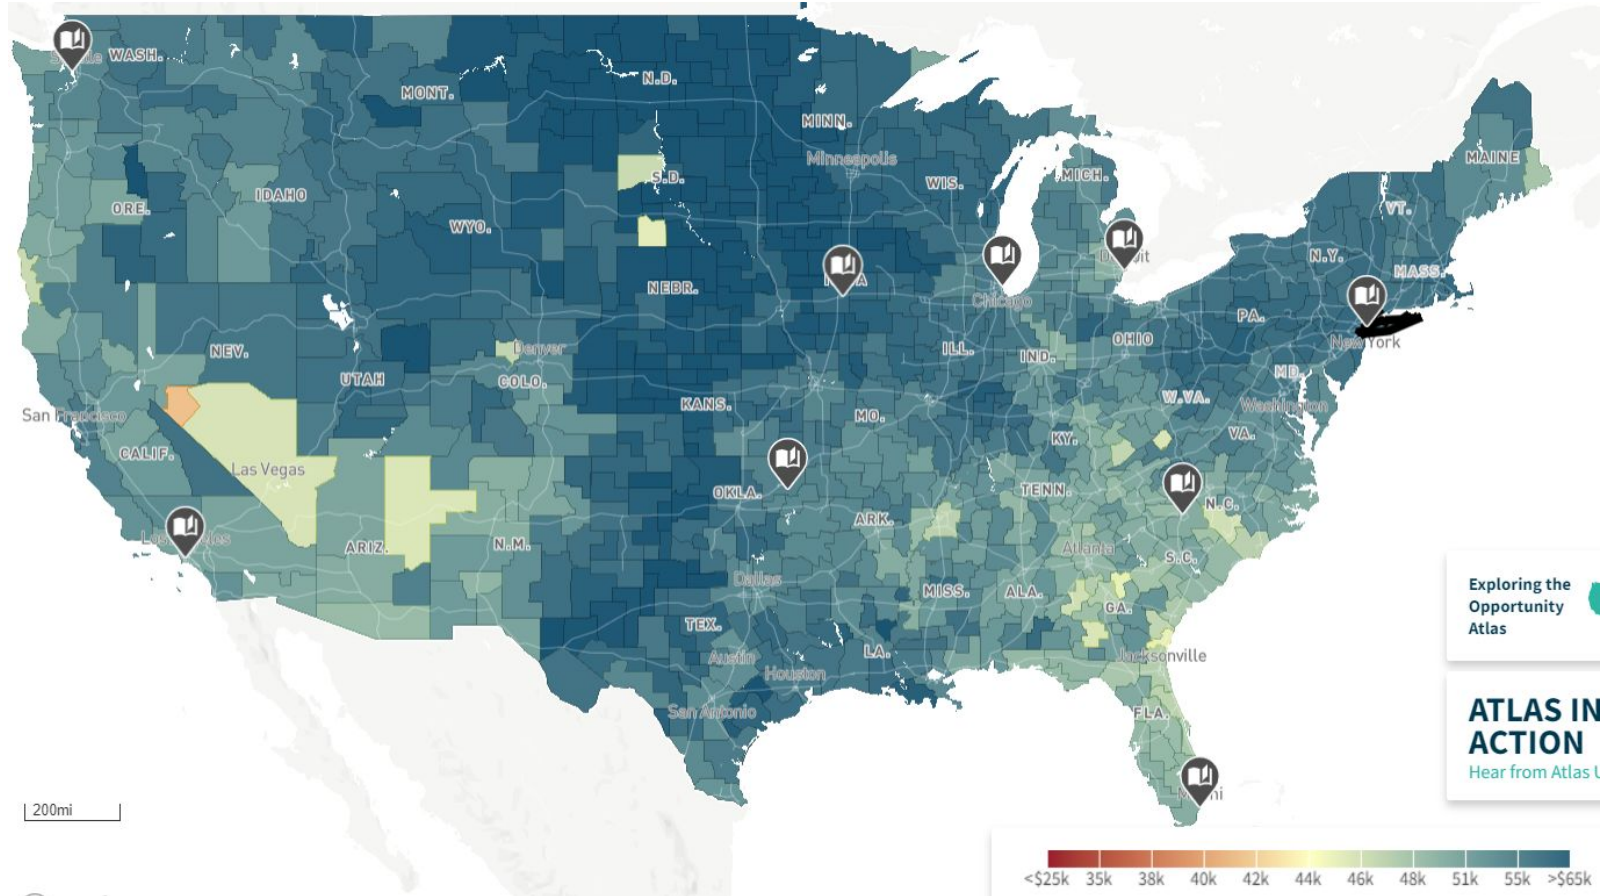 WASH.
MONT.
N.D.
MINN.
Minneapolis
WIS.
MICH.
MAINE
VT.
S.D.
IDAHO
ORE.
WYO.
N.Y.
MASS.
NEBR.
Chicago
PA.
New York
NEV.
Denver
ILL.
IND.
OHIO
MD.
UTAH
COLO.
KANS.
MO.
W.VA.
Washington
San Francisco
KY.
VA.
CALIF.
Las Vegas
OKLA.
TENN.
N.C.
ARK.
ARIZ.
N.M.
Atlanta
S.C.
Dallas
MISS.
ALA.
GA.
TEX.
Austin
LA.
Jacksonville
Houston
San Antonio
FLA.
200mi
Exploring the
Opportunity
Atlas
ATLAS IN
ACTION
Hear from Atlas U
<$25k 35k 38k 40k 42k 44k 46k 48k 51k 55k >$65k